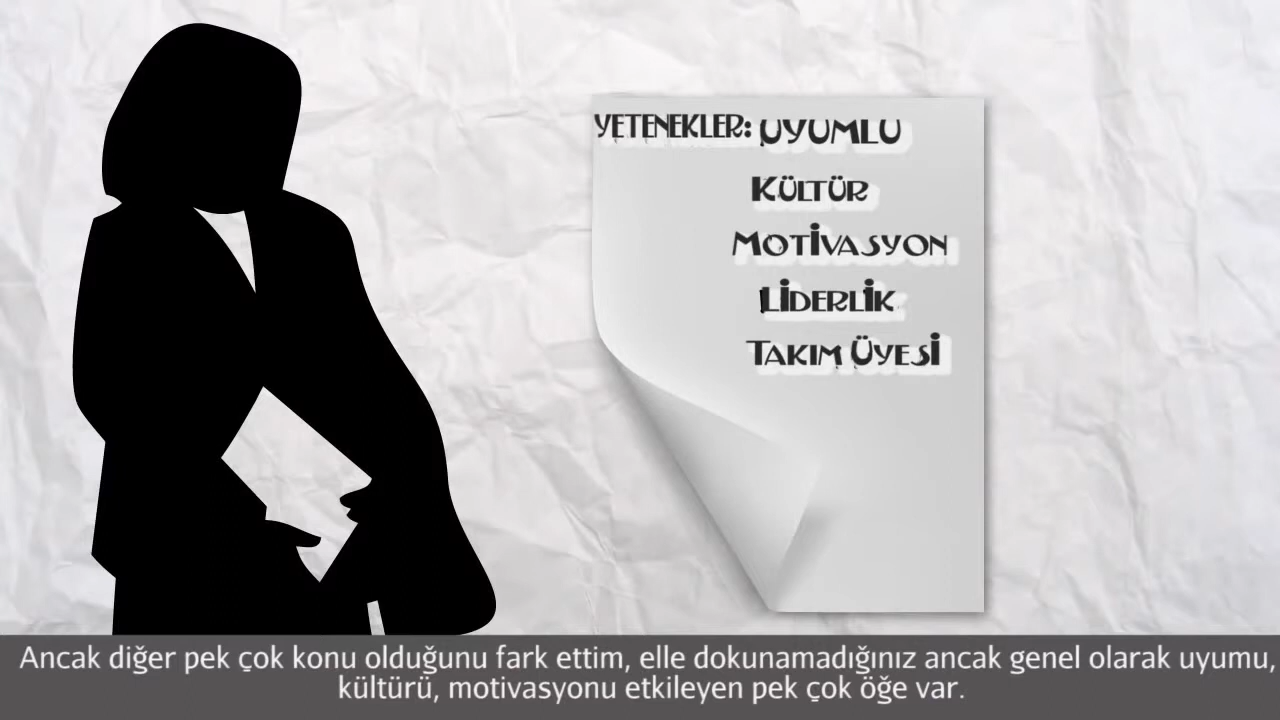 YETENEKLER: UYUMLU
KÜLTÜR
MOTİVASYON
LİDERLİK
TAKIM ÜYESİ
Ancak diğer pek çok konu olduğunu fark ettim, elle dokunamadığınız ancak genel olarak uyumu,
kültürü, motivasyonu etkileyen pek çok öğe var.